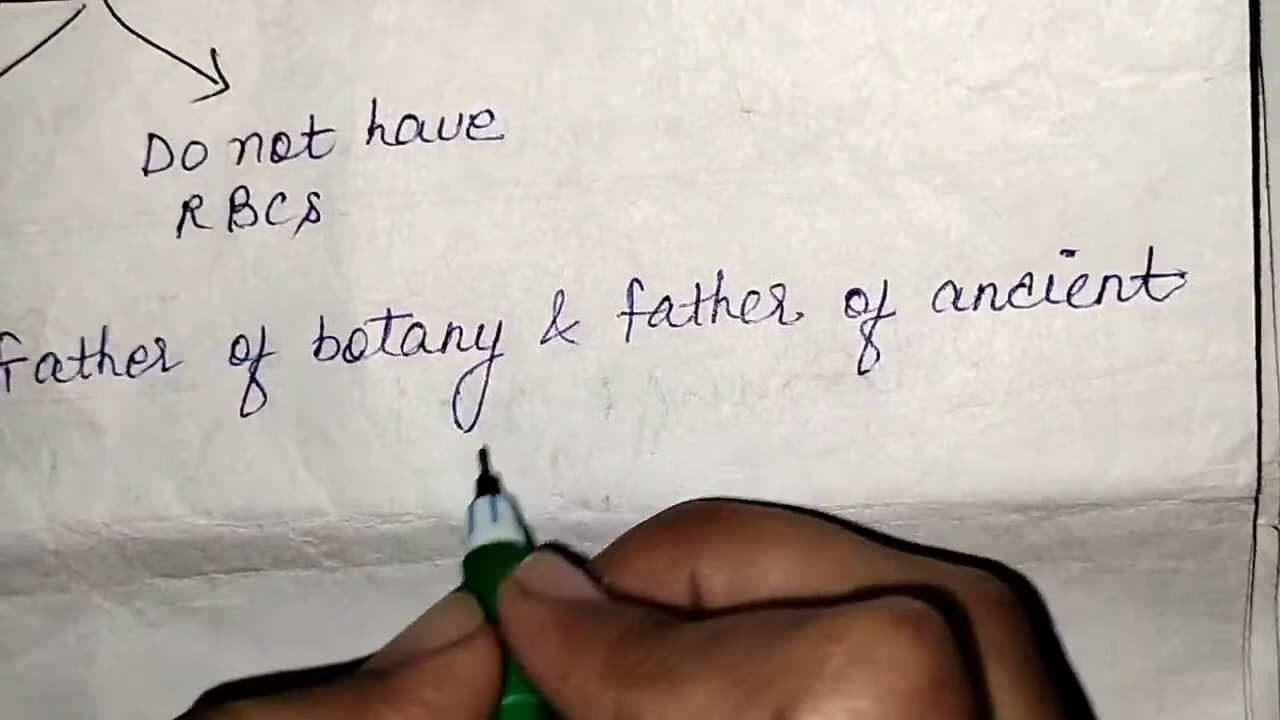 Do not have
RBCS
Father of botany & father of ancient